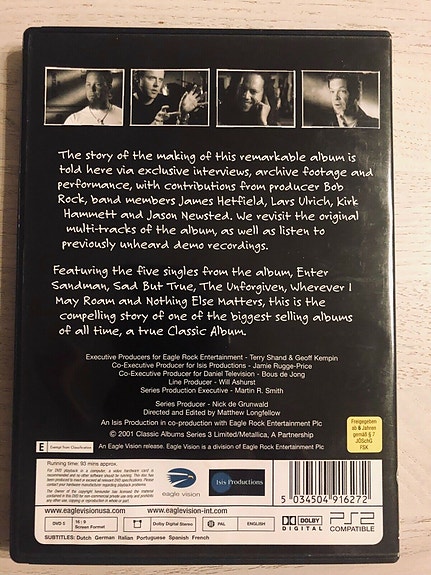 The story of the making of this remarkable album is
told here via exclusive interviews, archive footage and
performance, with contributions from producer Bob
Rock, band members James Hetfield, Lars Ulrich, Kirk
Hammett and Jason Newsted. We revisit the original
multi-tracks of the album, as well as listen to
previously unheard demo recordings.
Featuring the five singles from the album, Enter
Sandman, Sad But True, The Unforgiven, Wherever I
May Roam and Nothing Else Matters, this is the
compelling story of one of the biggest selling albums
of all time, a true Classic Album.
Executive Producers for Eagle Rock Entertainment - Terry Shand & Geoff Kempin
Co-Executive Producer for Isis Productions - Jamie Rugge-Price
Co-Executive Producer for Daniel Television - Bous de Jong
Line Producer - Will Ashurst
Series Production Executive - Martin R. Smith
Series Producer - Nick de Grunwald
Directed and Edited by Matthew Longfellow
An Isis Production in co-production with Eagle Rock Entertainment Plc
© 2001 Classic Albums Series 3 Limited/Metallica, A Partnership
An Eagle Vision release. Eagle Vision is a division of Eagle Rock Entertainment Plc
E Exempt from Classification
Freigegeben
ab 6 Jahren
gemäß § 7
JÖSchG
FSK
Running time: 93 mins approx.
eagle vision
Isis Productions
5 034504 916272
www.eaglevisionusa.com
www.eaglevision-int.com
DVD 5
16 : 9
Screen Format
Dolby Digital Stereo
PAL
ENGLISH
DOLBY
DIGITAL
PS2
COMPATIBLE
SUBTITLES: Dutch German Italian Portuguese Spanish French